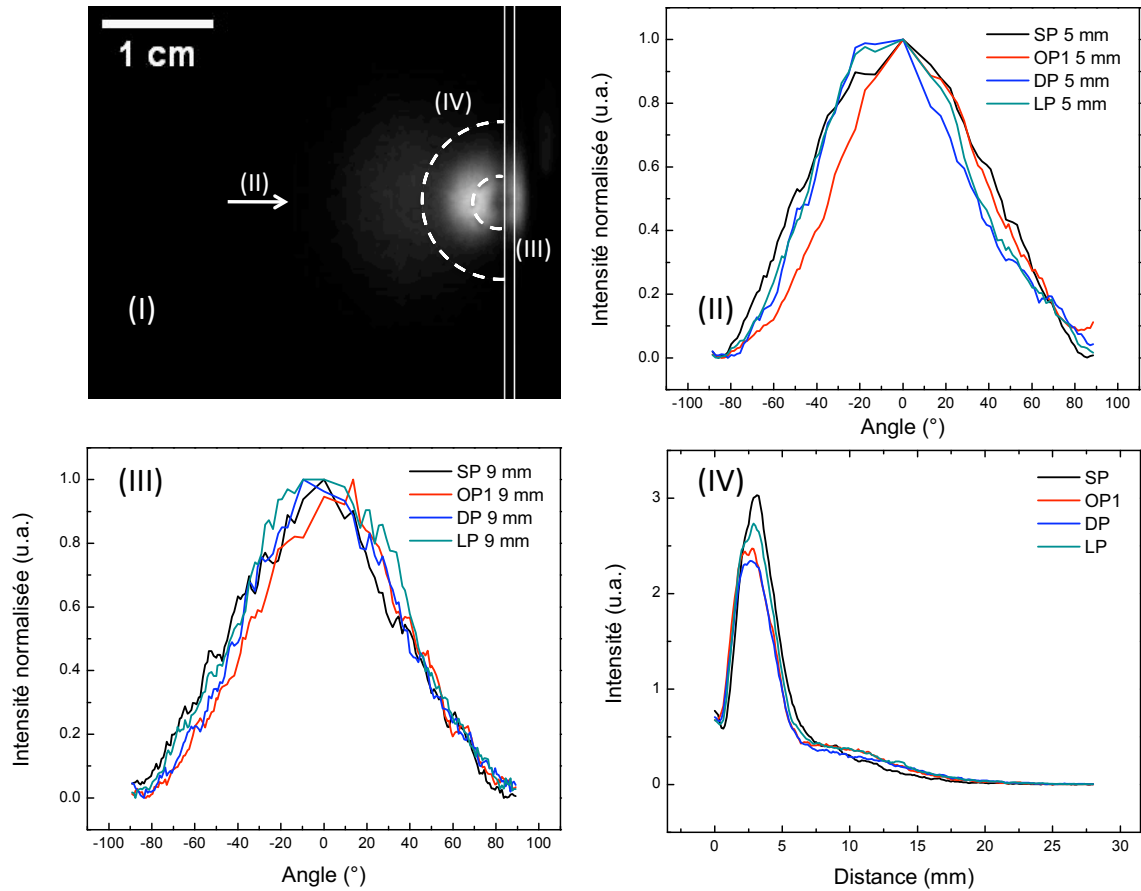 1 cm
(IV)
(II)
(III)
(I)
Intensité normalisée (u.a.)
1.0
0.8
0.6
0.4
0.2
0.0
-100 -80 -60 -40 -20 0 20 40 60 80 100
Angle (°)
SP 5 mm
OP1 5 mm
DP 5 mm
LP 5 mm
(II)
(III)
Intensité normalisée (u.a.)
1.0
0.8
0.6
0.4
0.2
0.0
-100 -80 -60 -40 -20 0 20 40 60 80 100
Angle (°)
SP 9 mm
OP1 9 mm
DP 9 mm
LP 9 mm
(IV)
Intensité (u.a.)
3
2
1
0
0 5 10 15 20 25 30
Distance (mm)
SP
OP1
DP
LP